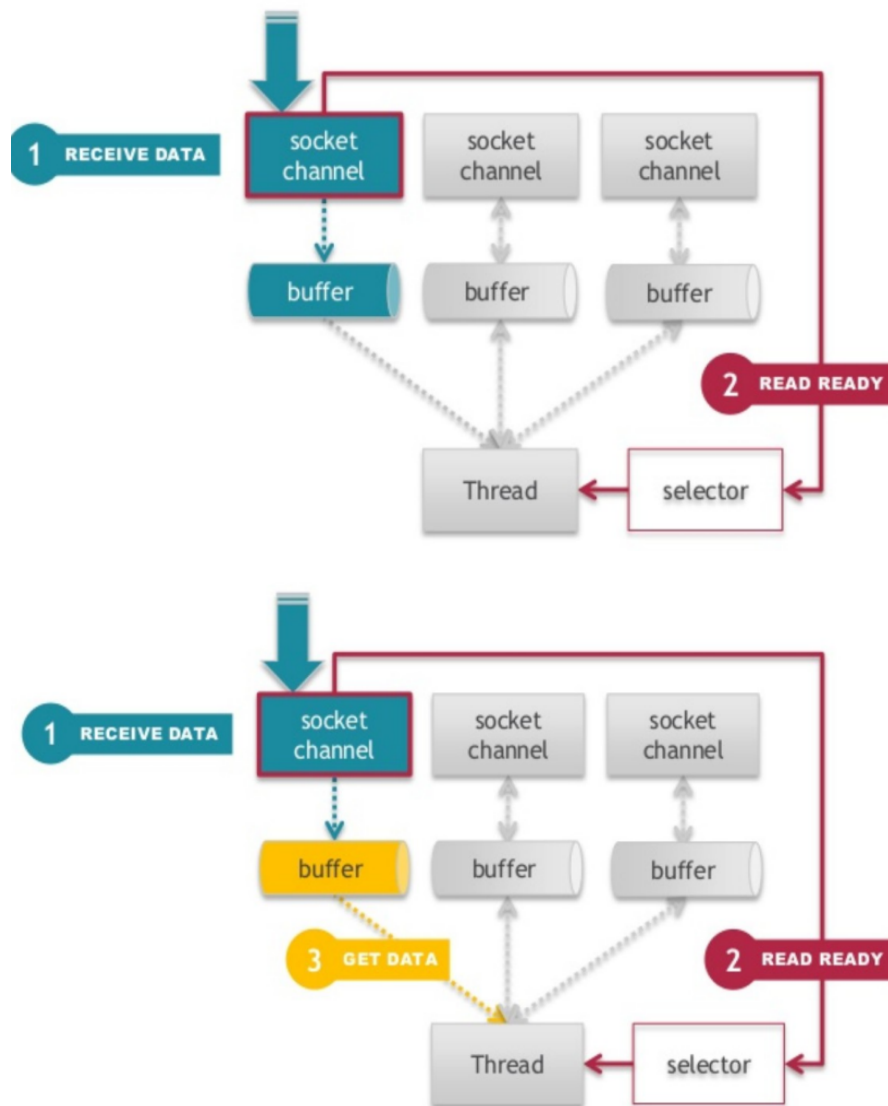 socket
channel
socket
channel
socket
channel
1 RECEIVE DATA
buffer
buffer
buffer
2 READ READY
Thread
selector
socket
channel
socket
channel
socket
channel
1 RECEIVE DATA
buffer
buffer
buffer
3 GET DATA
2 READ READY
Thread
selector